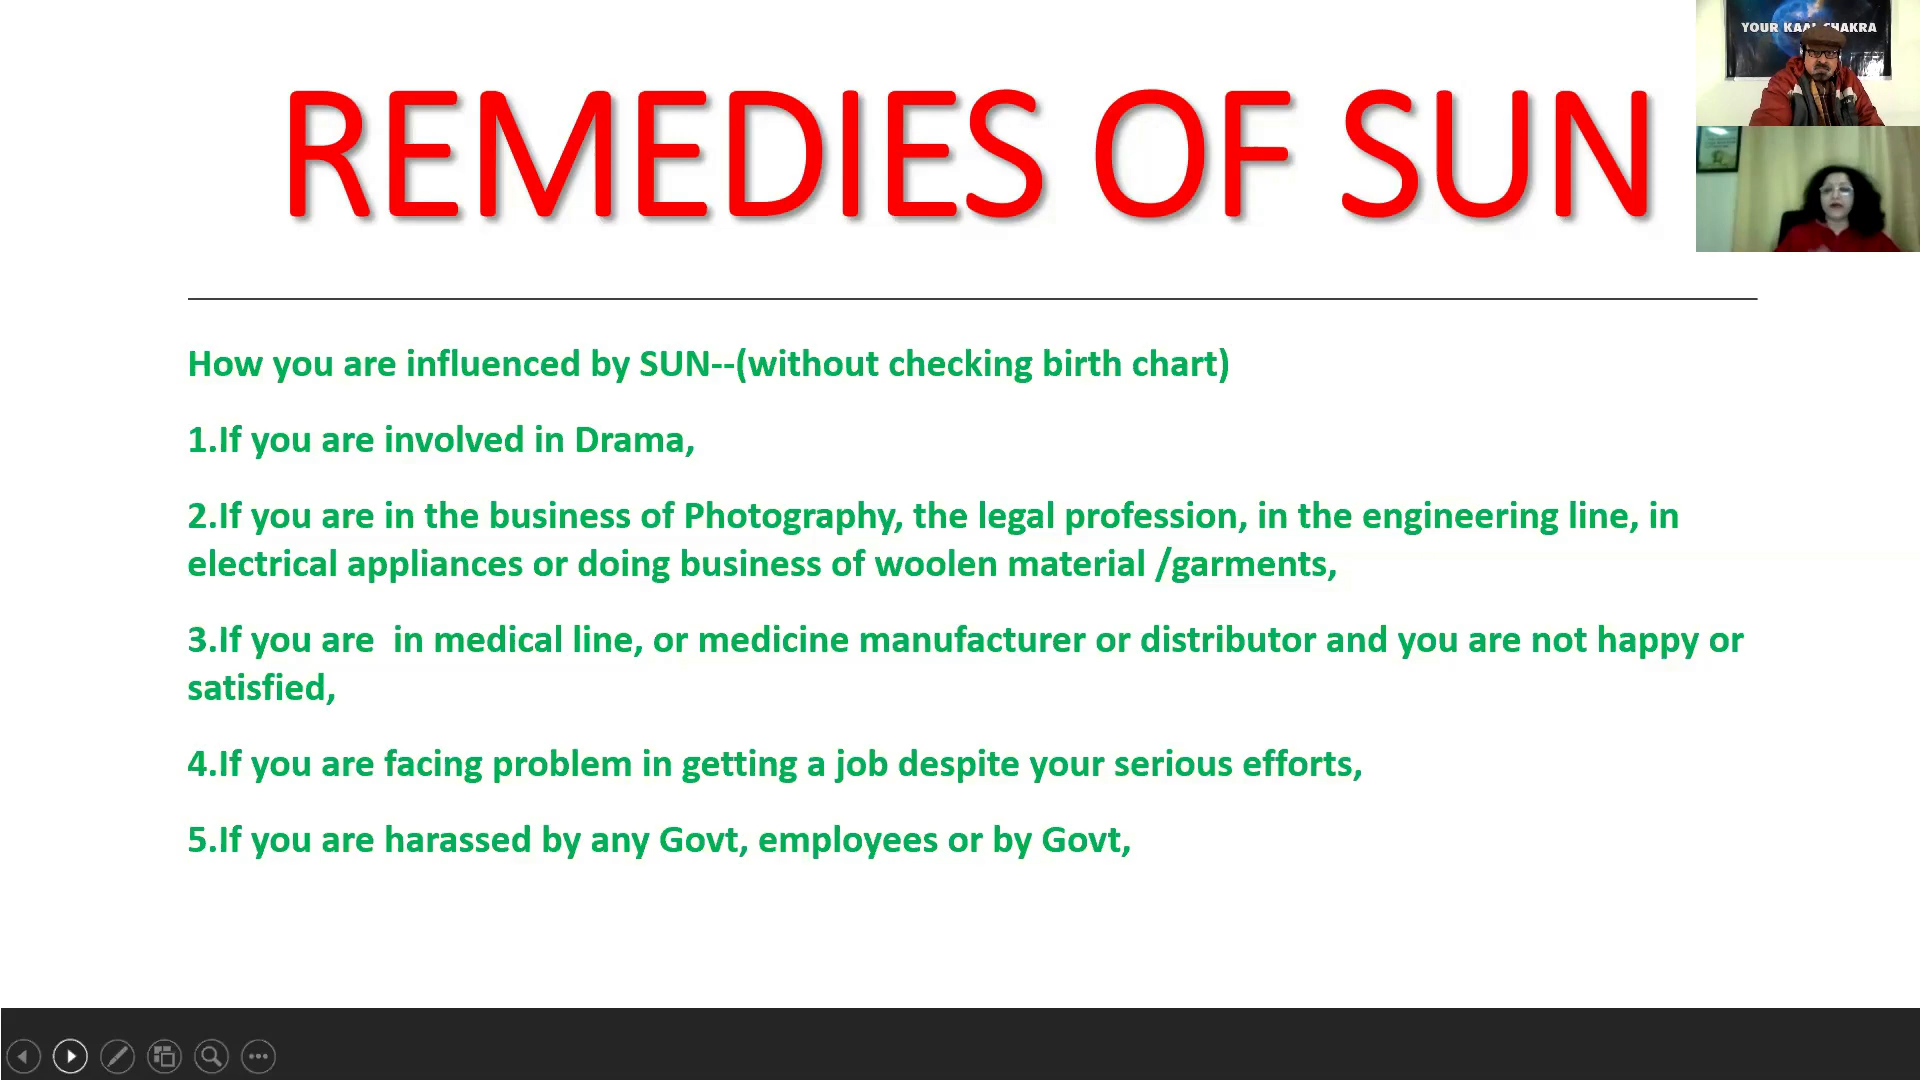 YOUR KAAL CHAKRA
REMEDIES OF SUN
How you are influenced by SUN--(without checking birth chart)
1.If you are involved in Drama,
2.If you are in the business of Photography, the legal profession, in the engineering line, in
electrical appliances or doing business of woolen material /garments,
3.If you are  in medical line, or medicine manufacturer or distributor and you are not happy or
satisfied,
4.If you are facing problem in getting a job despite your serious efforts,
5.If you are harassed by any Govt, employees or by Govt,